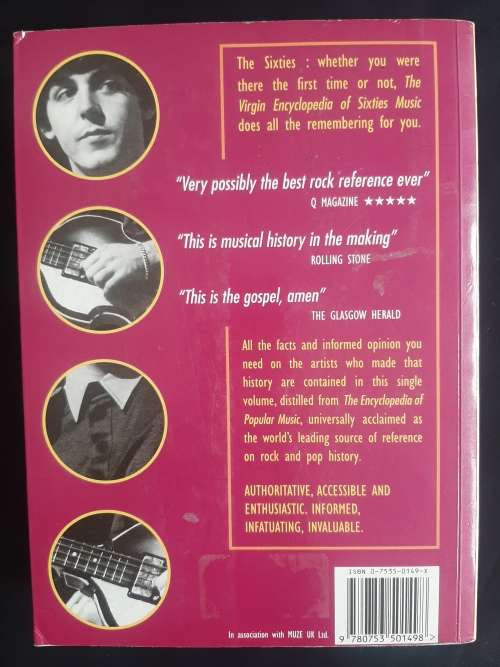 The Sixties : whether you were
there the first time or not, The
Virgin Encyclopedia of Sixties Music
does all the remembering for you.
"Very possibly the best rock reference ever"
Q MAGAZINE ★★★★★
"This is musical history in the making"
ROLLING STONE
"This is the gospel, amen"
THE GLASGOW HERALD
All the facts and informed opinion you
need on the artists who made that
history are contained in this single
volume, distilled from The Encyclopedia of
Popular Music, universally acclaimed as
the world's leading source of reference
on rock and pop history.
AUTHORITATIVE, ACCESSIBLE AND
ENTHUSIASTIC. INFORMED,
INFATUATING, INVALUABLE.
ISBN 0-7535-0149-X
9 780753 501498 >
In association with MUZE UK Ltd.